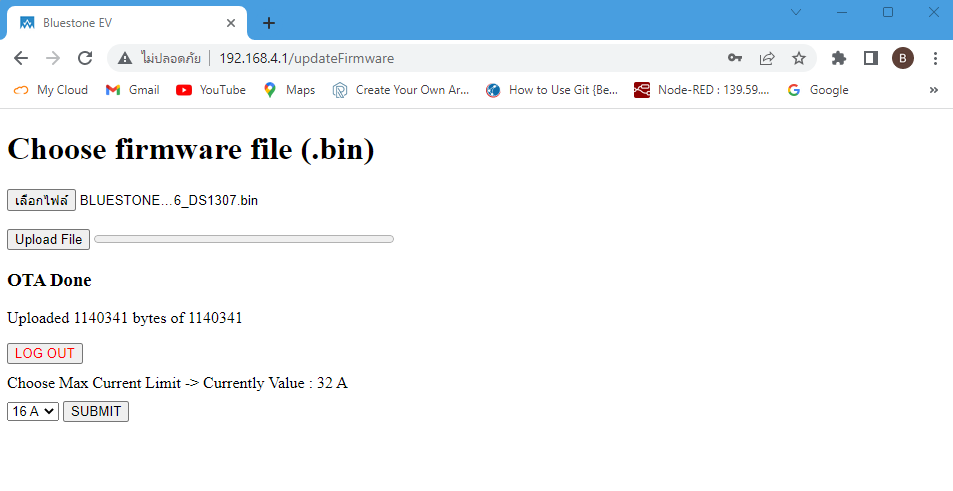 Bluestone EV
ไม่ปลอดภัย 192.168.4.1/updateFirmware
B
My Cloud Gmail YouTube Maps Create Your Own Ar... How to Use Git {Be... Node-RED : 139.59.... Google
Choose firmware file (.bin)
เลือกไฟล์ BLUESTONE...6_DS1307.bin
Upload File
OTA Done
Uploaded 1140341 bytes of 1140341
LOG OUT
Choose Max Current Limit -> Currently Value : 32 A
16 A SUBMIT